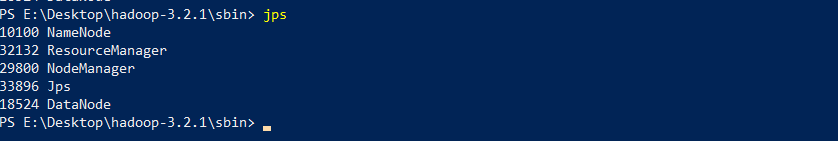 PS E:\Desktop\hadoop-3.2.1\sbin> jps
10100 NameNode
32132 ResourceManager
29800 NodeManager
33896 Jps
18524 DataNode
PS E:\Desktop\hadoop-3.2.1\sbin>